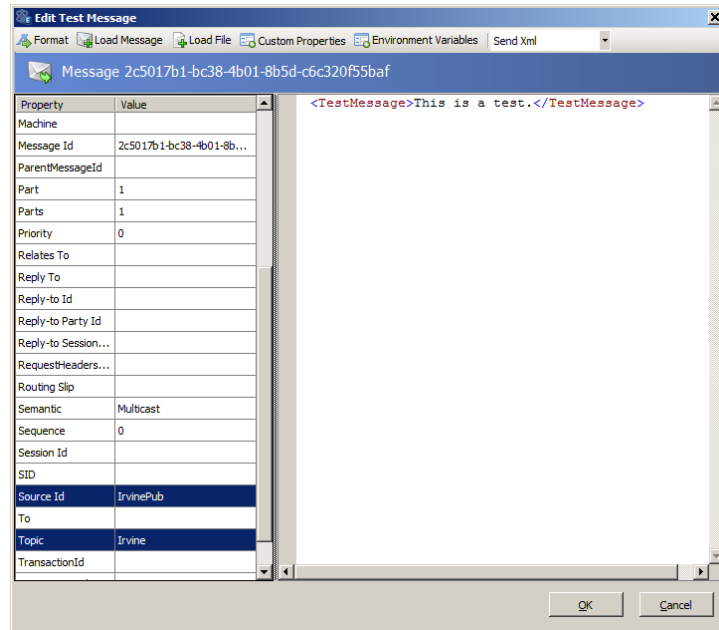 Edit Test Message
Format Load Message Load File Custom Properties Environment Variables Send Xml
Message 2c5017b1-bc38-4b01-8b5d-c6c320f55baf
Property Value
Machine
Message Id 2c5017b1-bc38-4b01-8b...
ParentMessageId
Part 1
Parts 1
Priority 0
Relates To
Reply To
Reply-to Id
Reply-to Party Id
Reply-to Session...
RequestHeaders...
Routing Slip
Semantic Multicast
Sequence 0
Session Id
SID
Source Id IrvinePub
To
Topic Irvine
TransactionId
<TestMessage>This is a test.</TestMessage>
OK Cancel